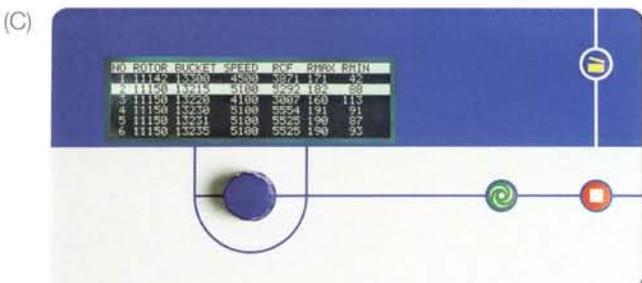 (C)
NO ROTOR BUCKET SPEED RCF RMAX RMIN
1 11142 13300 4500 3871 171 42
2 11150 13215 5100 5292 182 88
3 11150 13220 4100 3007 160 113
4 11150 13230 5100 5554 191 91
5 11150 13231 5100 5525 190 87
6 11150 13235 5100 5525 190 93